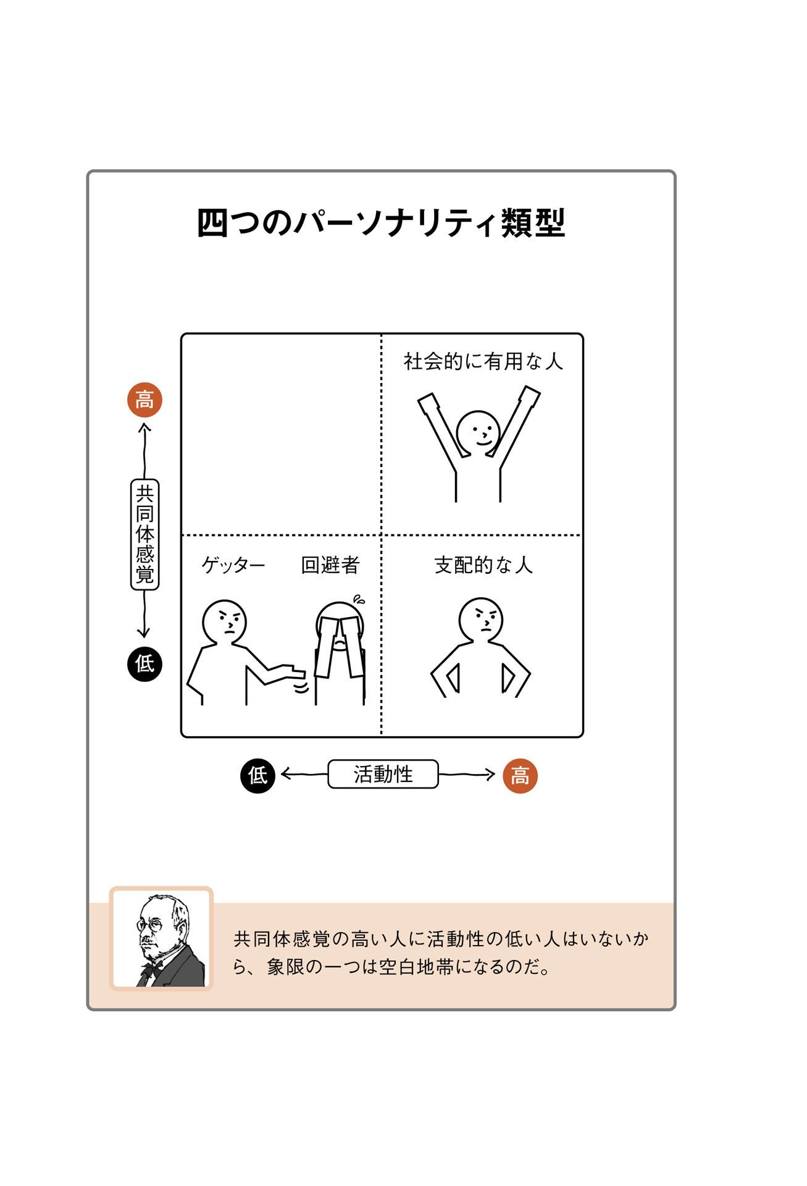 四つのパーソナリティ類型
社会的に有用な人
高
共同体感覚
低
ゲッター
回避者
支配的な人
低
活動性
高
共同体感覚の高い人に活動性の低い人はいないか
ら、象限の一つは空白地帯になるのだ。